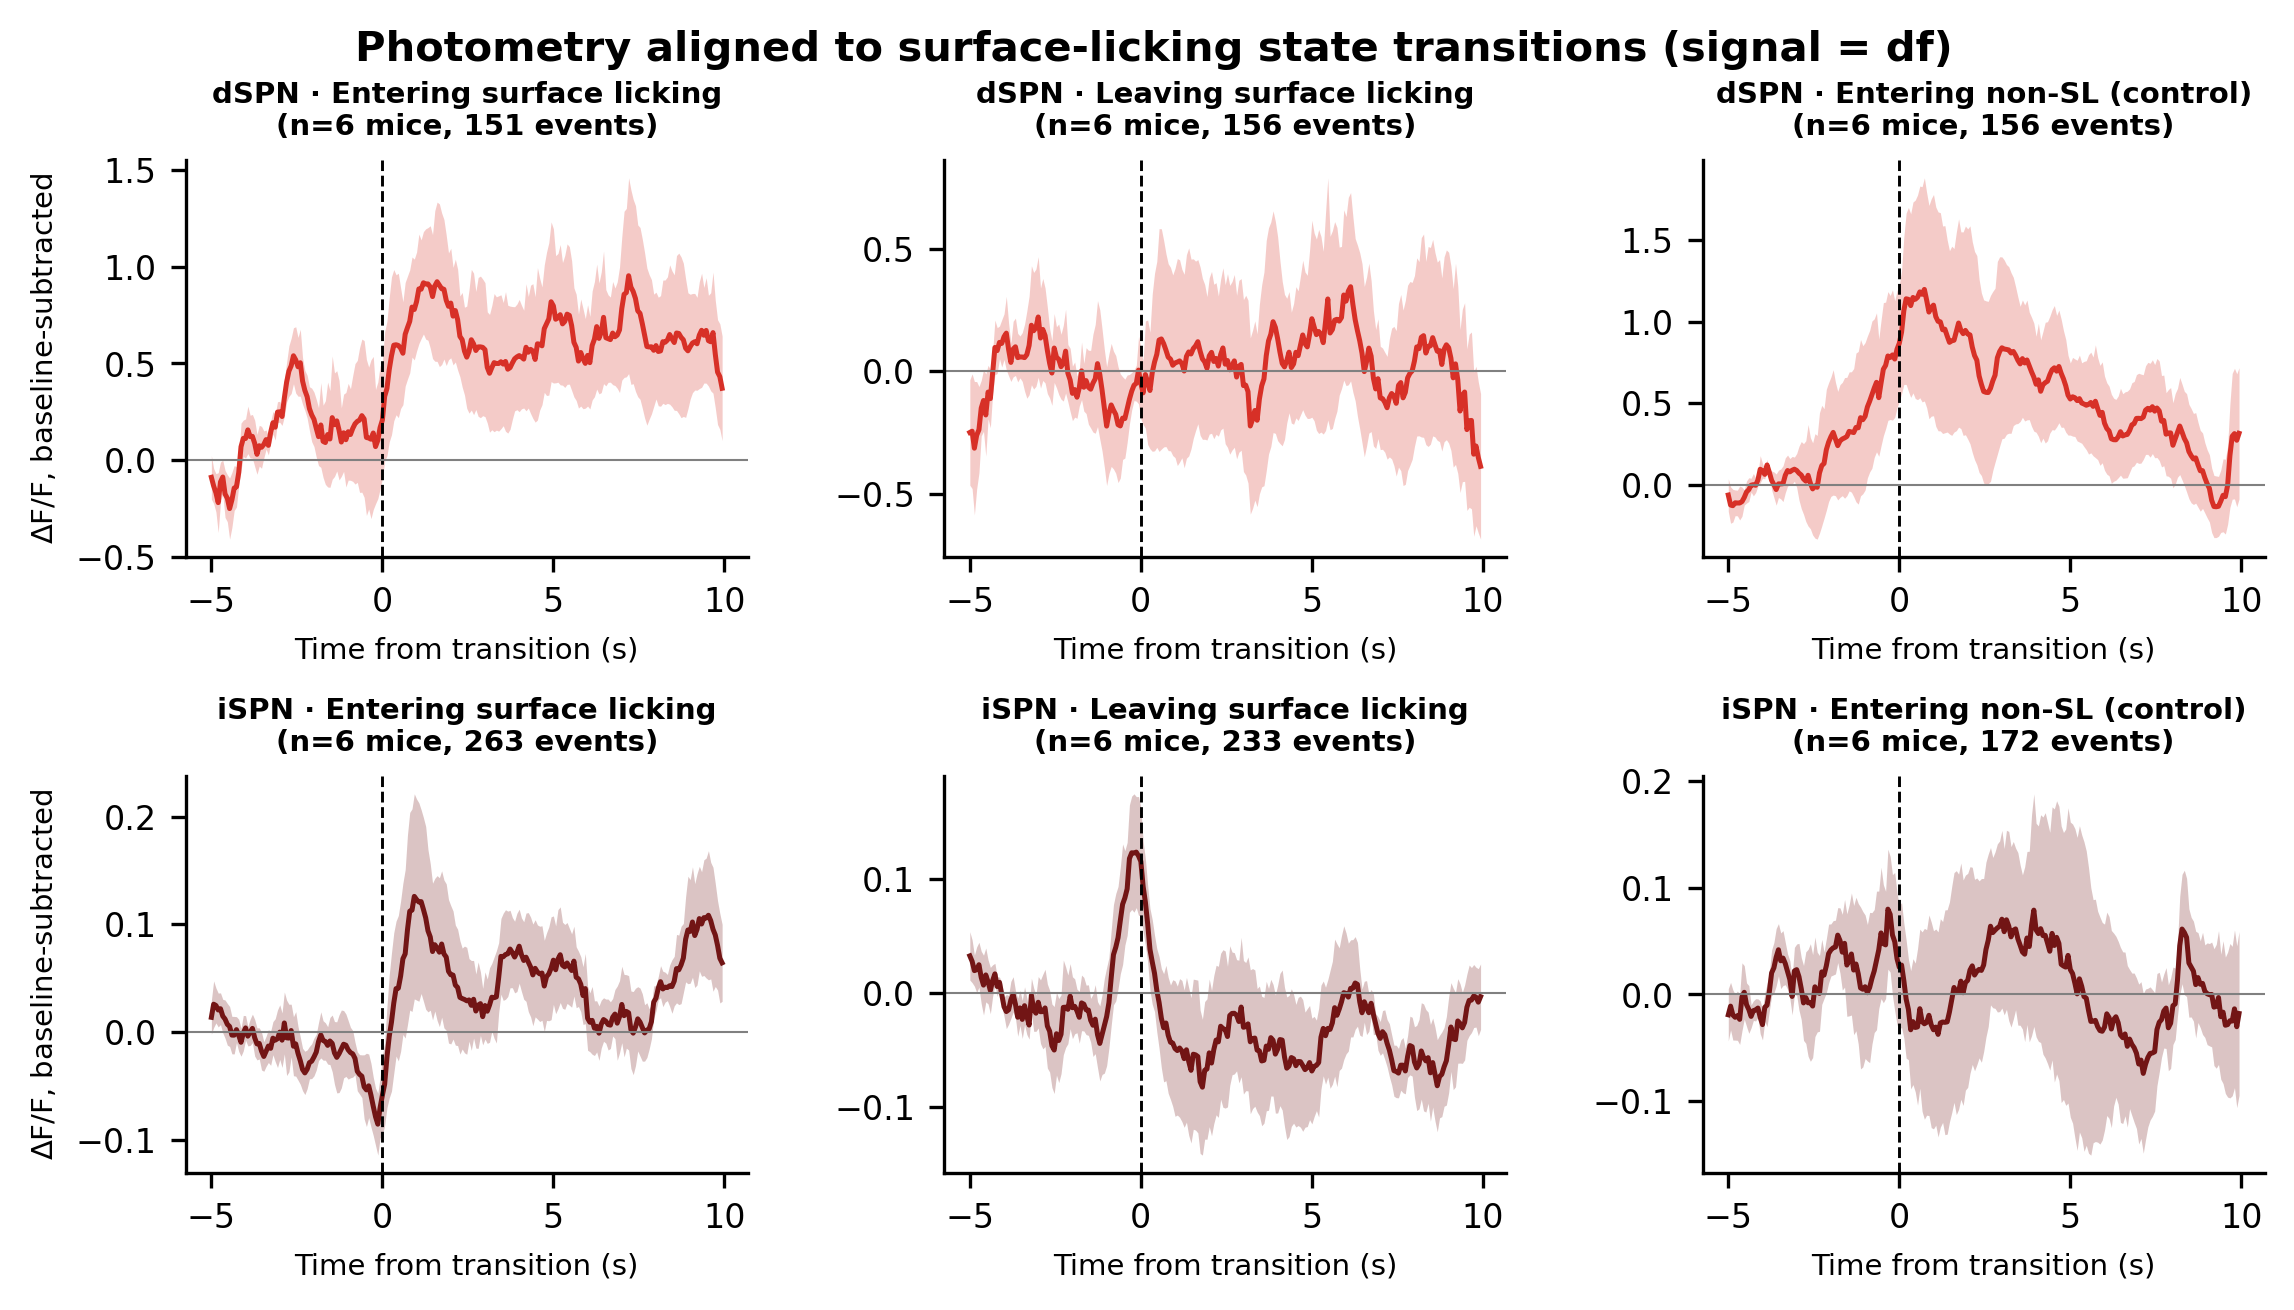 Photometry aligned to surface-licking state transitions (signal = df)
dSPN · Entering surface licking
(n=6 mice, 151 events)
dSPN · Leaving surface licking
(n=6 mice, 156 events)
dSPN · Entering non-SL (control)
(n=6 mice, 156 events)
ΔF/F, baseline-subtracted
1.5
1.0
0.5
0.0
−0.5
−5
0
5
10
Time from transition (s)
0.5
0.0
−0.5
−5
0
5
10
Time from transition (s)
1.5
1.0
0.5
0.0
−5
0
5
10
Time from transition (s)
iSPN · Entering surface licking
(n=6 mice, 263 events)
iSPN · Leaving surface licking
(n=6 mice, 233 events)
iSPN · Entering non-SL (control)
(n=6 mice, 172 events)
ΔF/F, baseline-subtracted
0.2
0.1
0.0
−0.1
−5
0
5
10
Time from transition (s)
0.1
0.0
−0.1
−5
0
5
10
Time from transition (s)
0.2
0.1
0.0
−0.1
−5
0
5
10
Time from transition (s)